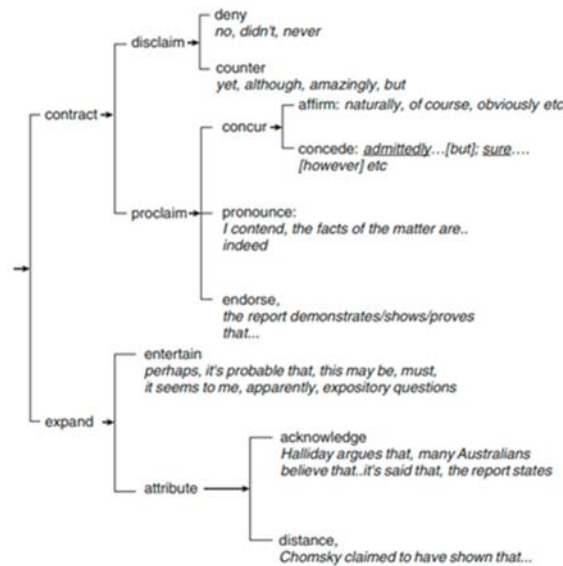 deny
no, didn't, never
disclaim
counter
yet, although, amazingly, but
contract
affirm: naturally, of course, obviously etc
concur
concede: admittedly...[but]; sure....
[however] etc
proclaim
pronounce:
I contend, the facts of the matter are..
indeed
endorse,
the report demonstrates/shows/proves
that...
entertain
perhaps, it's probable that, this may be, must,
it seems to me, apparently, expository questions
expand
acknowledge
Halliday argues that, many Australians
believe that..it's said that, the report states
attribute
distance,
Chomsky claimed to have shown that...